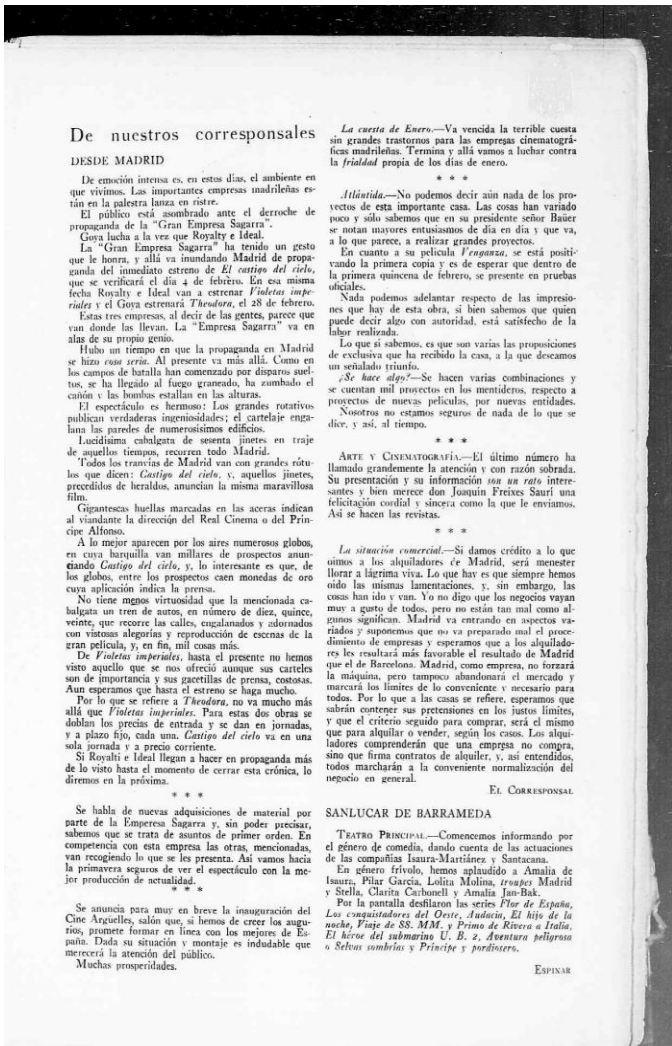 De nuestros corresponsales
DESDE MADRID
De emoción intensa es, en estos días, el ambiente en
que vivimos. Las importantes empresas madrileñas es-
tán en la palestra lanza en ristre.
El público está asombrado ante el derroche de
propaganda de la "Gran Empresa Sagarra".
Goya lucha a la vez que Royalty e Ideal.
La "Gran Empresa Sagarra" ha tenido un gesto
que le honra, y allá va inundando Madrid de propa-
ganda del inmediato estreno de El castigo del cielo,
que se verificará el día 4 de febrero. En esa misma
fecha Royalty e Ideal van a estrenar Violetas impe-
riales y el Goya estrenará Theodora, el 28 de febrero.
Estas tres empresas, al decir de las gentes, parece que
van donde las llevan. La "Empresa Sagarra" va en
alas de su propio genio.
Hubo un tiempo en que la propaganda en Madrid
se hizo cosa seria. Al presente va más allá. Como en
los campos de batalla han comenzado por disparos suel-
tos, se ha llegado al fuego graneado, ha zumbado el
cañón y las bombas estallan en las alturas.
El espectáculo es hermoso: Los grandes rotativos
publican verdaderas ingeniosidades; el cartelaje enga-
lana las paredes de numerosísimos edificios.
Lucidísima cabalgata de sesenta jinetes en traje
de aquellos tiempos, recorren todo Madrid.
Todos los tranvías de Madrid van con grandes rótu-
los que dicen: Castigo del cielo, y, aquellos jinetes,
precedidos de heraldos, anuncian la misma maravillosa
film.
Gigantescas huellas marcadas en las aceras indican
al viandante la dirección del Real Cinema o del Prín-
cipe Alfonso.
A lo mejor aparecen por los aires numerosos globos,
en cuya barquilla van millares de prospectos anun-
ciando Castigo del cielo, y, lo interesante es que, de
los globos, entre los prospectos caen monedas de oro
cuya aplicación indica la prensa.
No tiene menos virtuosidad que la mencionada ca-
balgata un tren de autos, en número de diez, quince,
veinte, que recorre las calles, engalanados y adornados
con vistosas alegorías y reproducción de escenas de la
gran película, y, en fin, mil cosas más.
De Violetas imperiales, hasta el presente no hemos
visto aquello que se nos ofreció aunque sus carteles
son de importancia y sus gacetillas de prensa, costosas.
Aun esperamos que hasta el estreno se haga mucho.
Por lo que se refiere a Theodora, no va mucho más
allá que Violetas imperiales. Para estas dos obras se
doblan los precias de entrada y se dan en jornadas,
y a plazo fijo, cada una. Castigo del cielo va en una
sola jornada y a precio corriente.
Si Royalti e Ideal llegan a hacer en propaganda más
de lo visto hasta el momento de cerrar esta crónica, lo
diremos en la próxima.
* * *
Se habla de nuevas adquisiciones de material por
parte de la Emperesa Sagarra y, sin poder precisar,
sabemos que se trata de asuntos de primer orden. En
competencia con esta empresa las otras, mencionadas,
van recogiendo lo que se les presenta. Así vamos hacia
la primavera seguros de ver el espectáculo con la me-
jor producción de actualidad.
* * *
Se anuncia para muy en breve la inauguración del
Cine Argüelles, salón que, si hemos de creer los augu-
rios, promete formar en línea con los mejores de Es-
paña. Dada su situación y montaje es indudable que
merecerá la atención del público.
Muchas prosperidades.
La cuesta de Enero.—Va vencida la terrible cuesta
sin grandes trastornos para las empresas cinematográ-
ficas madrileñas. Termina y allá vamos a luchar contra
la frialdad propia de los días de enero.
* * *
Atlántida.—No podemos decir aún nada de los pro-
yectos de esta importante casa. Las cosas han variado
poco y sólo sabemos que en su presidente señor Baüer
se notan mayores entusiasmos de día en día y que va,
a lo que parece, a realizar grandes proyectos.
En cuanto a su película Venganza, se está positi-
vando la primera copia y es de esperar que dentro de
la primera quincena de febrero, se presente en pruebas
oficiales.
Nada podemos adelantar respecto de las impresio-
nes que hay de esta obra, si bien sabemos que quien
puede decir algo con autoridad, está satisfecho de la
labor realizada.
Lo que sí sabemos, es que son varias las proposiciones
de exclusiva que ha recibido la casa, a la que deseamos
un señalado triunfo.
¿Se hace algo?—Se hacen varias combinaciones y
se cuentan mil proyectos en los mentideros, respecto a
proyectos de nuevas películas, por nuevas entidades.
Nosotros no estamos seguros de nada de lo que se
dice, y así, al tiempo.
* * *
ARTE Y CINEMATOGRAFÍA.—El último número ha
llamado grandemente la atención y con razón sobrada.
Su presentación y su información son un rato intere-
santes y bien merece don Joaquín Freixes Saurí una
felicitación cordial y sincera como la que le enviamos.
Así se hacen las revistas.
* * *
La situación comercial.—Si damos crédito a lo que
oímos a los alquiladores de Madrid, será menester
llorar a lágrima viva. Lo que hay es que siempre hemos
oído las mismas lamentaciones, y, sin embargo, las
cosas han ido y van. Yo no digo que los negocios vayan
muy a gusto de todos, pero no están tan mal como al-
gunos significan. Madrid va entrando en aspectos va-
riados y suponemos que no va preparado mal el proce-
dimiento de empresas y esperamos que a los alquilado-
res les resultará más favorable el resultado de Madrid
que el de Barcelona. Madrid, como empresa, no forzará
la máquina, pero tampoco abandonará el mercado y
marcará los límites de lo conveniente y necesario para
todos. Por lo que a las casas se refiere, esperamos que
sabrán contener sus pretensiones en los justos límites,
y que el criterio seguido para comprar, será el mismo
que para alquilar o vender, según los casos. Los alqui-
ladores comprenderán que una empresa no compra,
sino que firma contratos de alquiler, y, así entendidos,
todos marcharán a la conveniente normalización del
negocio en general.
EL CORRESPONSAL
SANLUCAR DE BARRAMEDA
TEATRO PRINCIPAL.—Comencemos informando por
el género de comedia, dando cuenta de las actuaciones
de las compañías Isaura-Martiánez y Santacana.
En género frívolo, hemos aplaudido a Amalia de
Isaura, Pilar García, Lolita Molina, troupes Madrid
y Stella, Clarita Carbonell y Amalia Jan-Bak.
Por la pantalla desfilaron las series Flor de España,
Los conquistadores del Oeste, Audacia, El hijo de la
noche, Viaje de SS. MM. y Primo de Rivera a Italia,
El héroe del submarino U. B. 2, Aventura peligrosa
o Selvas sombrías y Príncipe y pordiosero.
ESPINAR